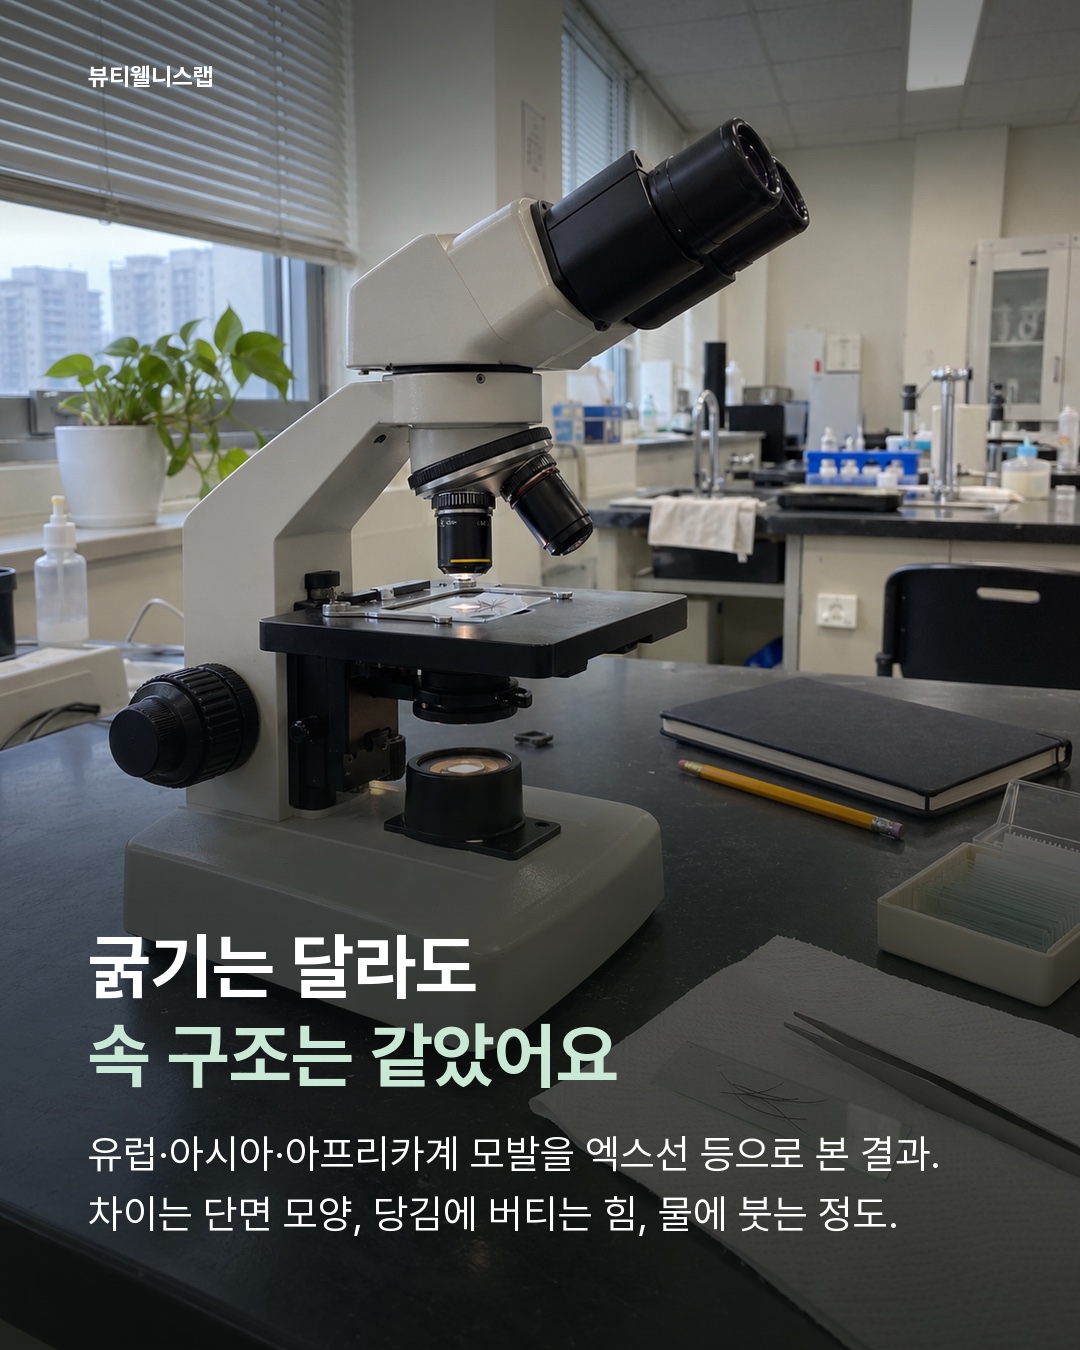 뷰티웰니스랩
굵기는 달라도
속 구조는 같았어요
유럽·아시아·아프리카계 모발을 엑스선 등으로 본 결과.
차이는 단면 모양, 당김에 버티는 힘, 물에 붓는 정도.